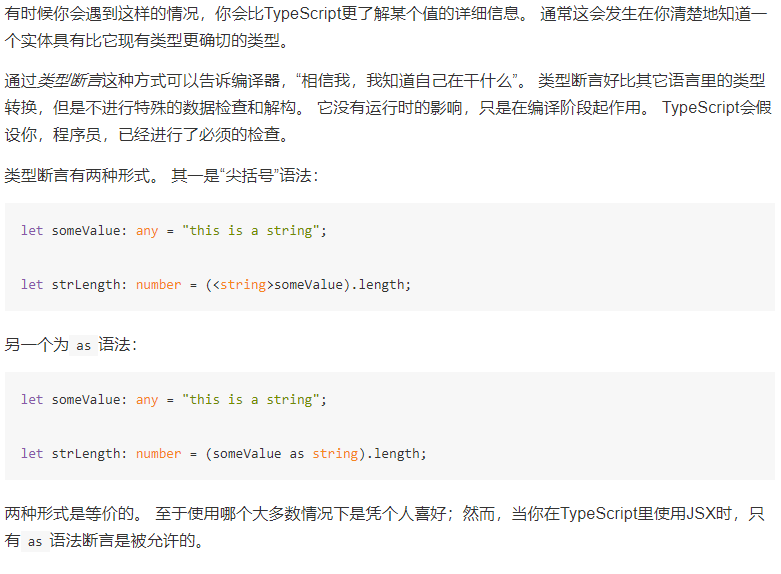 有时候你会遇到这样的情况，你会比TypeScript更了解某个值的详细信息。 通常这会发生在你清楚地知道一
个实体具有比它现有类型更确切的类型。
通过类型断言这种方式可以告诉编译器，“相信我，我知道自己在干什么”。 类型断言好比其它语言里的类型
转换，但是不进行特殊的数据检查和解构。 它没有运行时的影响，只是在编译阶段起作用。 TypeScript会假
设你，程序员，已经进行了必须的检查。
类型断言有两种形式。 其一是“尖括号”语法：
let someValue: any = "this is a string";
let strLength: number = (<string>someValue).length;
另一个为 as 语法：
let someValue: any = "this is a string";
let strLength: number = (someValue as string).length;
两种形式是等价的。 至于使用哪个大多数情况下是凭个人喜好；然而，当你在TypeScript里使用JSX时，只
有 as 语法断言是被允许的。